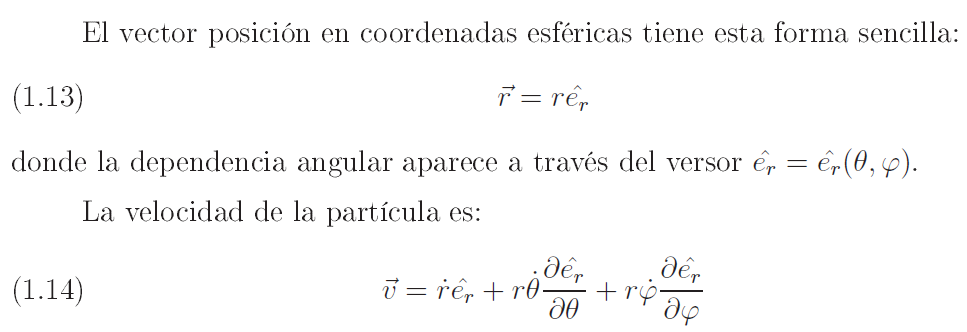 El vector posición en coordenadas esféricas tiene esta forma sencilla:
(1.13) $\vec{r} = r\hat{e_r}$
donde la dependencia angular aparece a través del versor $\hat{e_r} = \hat{e_r}(\theta, \varphi)$.
La velocidad de la partícula es:
(1.14) $\vec{v} = \dot{r}\hat{e_r} + r\dot{\theta}\frac{\partial \hat{e_r}}{\partial \theta} + r\dot{\varphi}\frac{\partial \hat{e_r}}{\partial \varphi}$